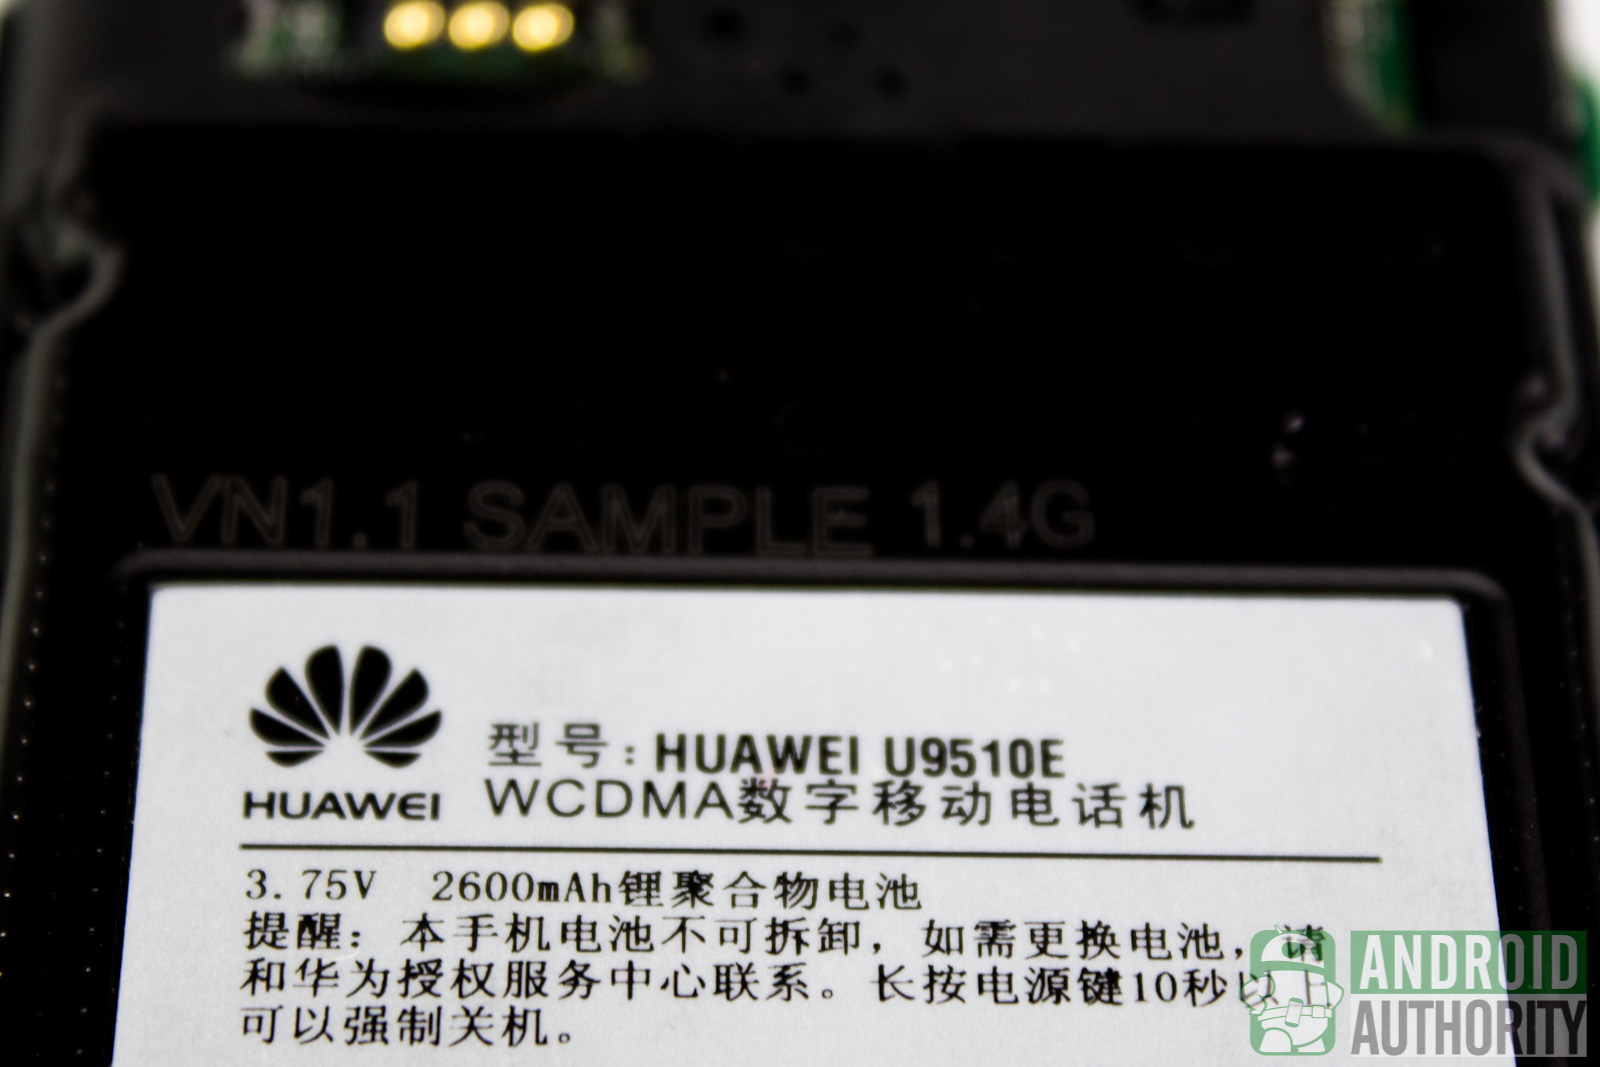 VN1.1 SAMPLE 1.4G
HUAWEI
型号:HUAWEI U9510E
WCDMA数字移动电话机
3.75V 2600mAh锂聚合物电池
提醒:本手机电池不可拆卸,如需更换电池,请
和华为授权服务中心联系。长按电源键10秒以上
可以强制关机。
ANDROID
AUTHORITY